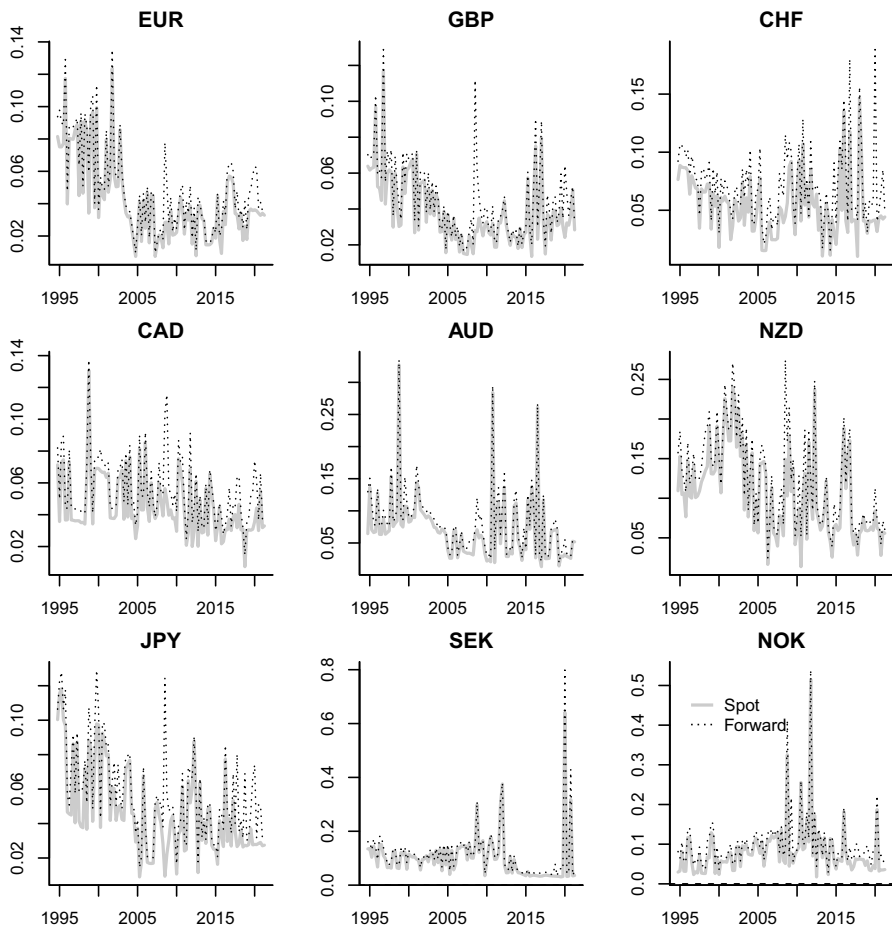 EUR
GBP
CHF
0.02 0.06 0.10 0.14
0.02 0.06 0.10
0.05 0.10 0.15
1995 2005 2015
1995 2005 2015
1995 2005 2015
CAD
AUD
NZD
0.02 0.06 0.10 0.14
0.05 0.15 0.25
0.05 0.15 0.25
1995 2005 2015
1995 2005 2015
1995 2005 2015
JPY
SEK
NOK
0.02 0.06 0.10
0.0 0.2 0.4 0.6 0.8
0.0 0.1 0.2 0.3 0.4 0.5
Spot
Forward
1995 2005 2015
1995 2005 2015
1995 2005 2015